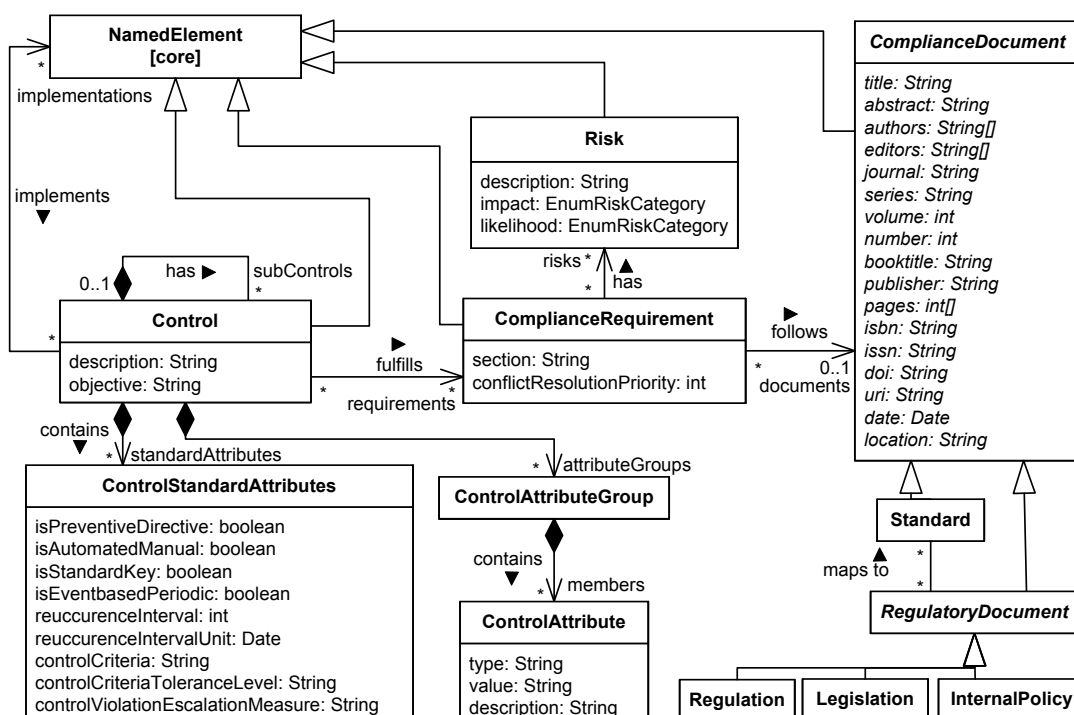 NamedElement
[core]
*
implementations
implements
has
0..1
subControls
*
Control
description: String
objective: String
*
fulfills
*
*
requirements
Risk
description: String
impact: EnumRiskCategory
likelihood: EnumRiskCategory
risks
*
*
has
ComplianceRequirement
section: String
conflictResolutionPriority: int
follows
*
0..1
documents
ComplianceDocument
title: String
abstract: String
authors: String[]
editors: String[]
journal: String
series: String
volume: int
number: int
booktitle: String
publisher: String
pages: int[]
isbn: String
issn: String
doi: String
uri: String
date: Date
location: String
contains
*
standardAttributes
ControlStandardAttributes
isPreventiveDirective: boolean
isAutomatedManual: boolean
isStandardKey: boolean
isEventbasedPeriodic: boolean
reuccurenceInterval: int
reuccurenceIntervalUnit: Date
controlCriteria: String
controlCriteriaToleranceLevel: String
controlViolationEscalationMeasure: String
*
attributeGroups
ControlAttributeGroup
contains
*
members
ControlAttribute
type: String
value: String
description: String
Standard
*
maps to
*
RegulatoryDocument
Regulation
Legislation
InternalPolicy